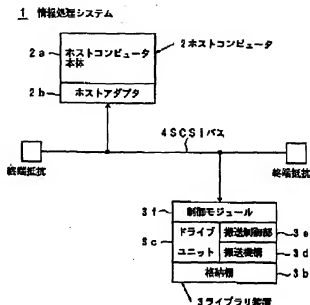 1 情報処理システム
2a
ホストコンピュータ
本体
2ホストコンピュータ
2b
ホストアダプタ
4SCSIバス
終端抵抗
終端抵抗
3f
制御モジュール
ドライブ
搬送制御部
3e
3c
ユニット
搬送機構
3d
格納棚
3b
3ライブラリ装置